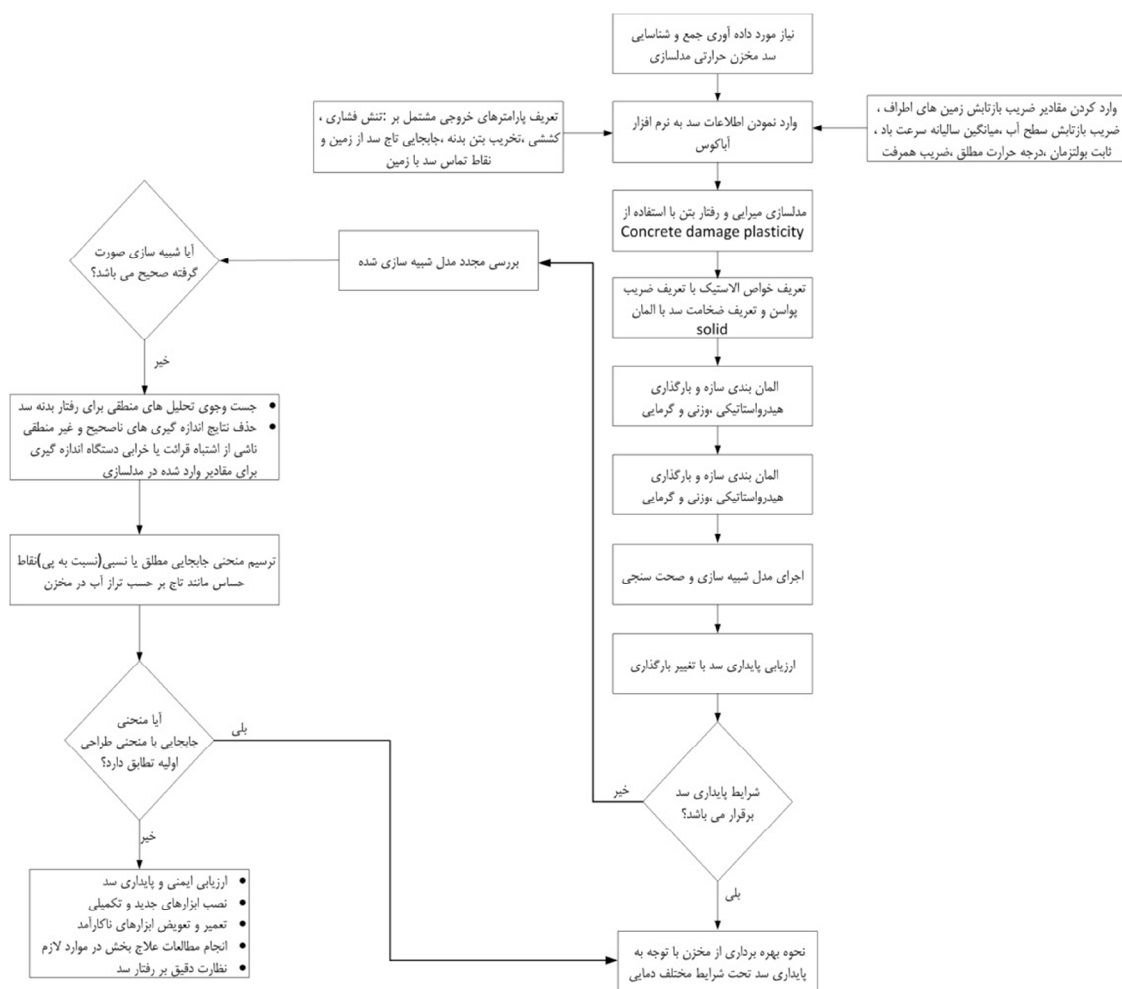 نیاز مورد داده آوری جمع و شناسایی
سد مخزن حرارتی مدلسازی
وارد کردن مقادیر ضریب بازتابش زمین های اطراف ،
ضریب بازتابش سطح آب ،میانگین سالیانه سرعت باد ،
ثابت بولتزمان ،درجه حرارت مطلق ،ضریب همرفت
وارد نمودن اطلاعات سد به نرم افزار
آباکوس
تعریف پارامترهای خروجی مشتمل بر :تنش فشاری ،
کششی ،تخریب بتن بدنه ،جابجایی تاج سد از زمین و
نقاط تماس سد با زمین
مدلسازی میرایی و رفتار بتن با استفاده از
Concrete damage plasticity
تعریف خواص الاستیک با تعریف ضریب
پواسن و تعریف ضخامت سد با المان
solid
المان بندی سازه و بارگذاری
هیدرواستاتیکی ،وزنی و گرمایی
المان بندی سازه و بارگذاری
هیدرواستاتیکی ،وزنی و گرمایی
اجرای مدل شبیه سازی و صحت سنجی
ارزیابی پایداری سد با تغییر بارگذاری
شرایط پایداری سد
برقرار می باشد؟
خیر
بلی
نحوه بهره برداری از مخزن با توجه به
پایداری سد تحت شرایط مختلف دمایی
بررسی مجدد مدل شبیه سازی شده
آیا شبیه سازی صورت
گرفته صحیح می باشد؟
خیر
• جست وجوی تحلیل های منطقی برای رفتار بدنه سد
• حذف نتایج اندازه گیری های ناصحیح و غیر منطقی
ناشی از اشتباه قرائت یا خرابی دستگاه اندازه گیری
برای مقادیر وارد شده در مدلسازی
ترسیم منحنی جابجایی مطلق یا نسبی(نسبت به پی)نقاط
حساس مانند تاج بر حسب تراز آب در مخزن
آیا منحنی
جابجایی با منحنی طراحی
اولیه تطابق دارد؟
بلی
خیر
• ارزیابی ایمنی و پایداری سد
• نصب ابزارهای جدید و تکمیلی
• تعمیر و تعویض ابزارهای ناکارآمد
• انجام مطالعات علاج بخش در موارد لازم
• نظارت دقیق بر رفتار سد